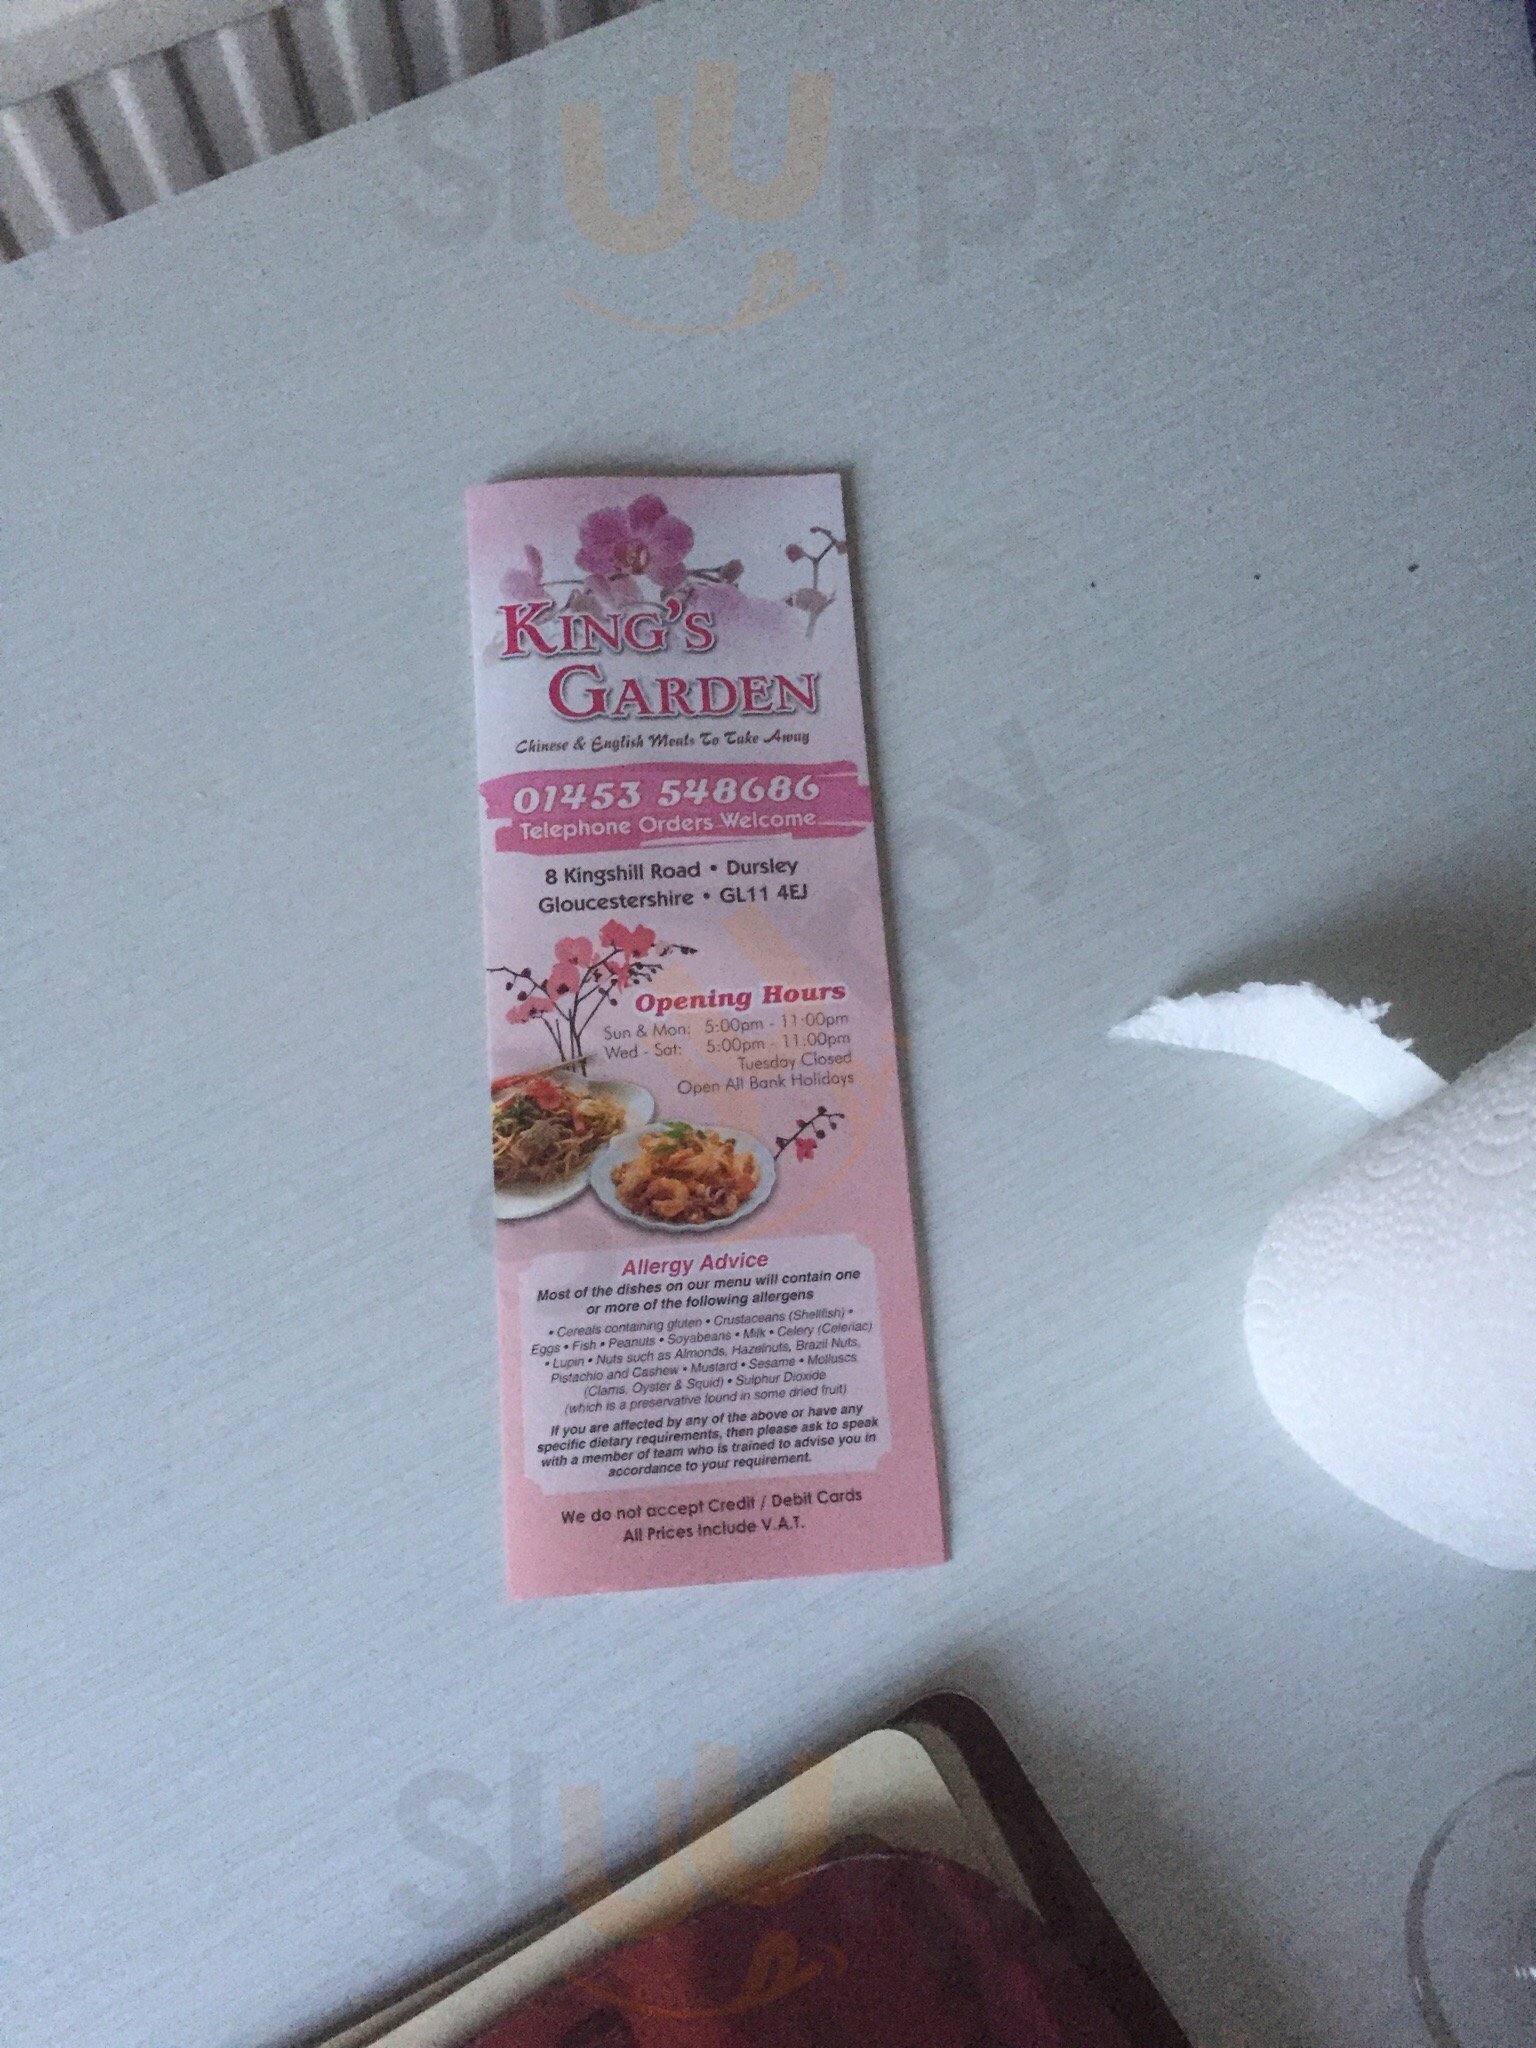 Sluurpy
KING'S
GARDEN
Chinese & English Meals To Take Away
01453 548686
Telephone Orders Welcome
8 Kingshill Road • Dursley
Gloucestershire • GL11 4EJ
Opening Hours
Sun & Mon: 5:00pm - 11:00pm
Wed - Sat: 5:00pm - 11:00pm
Tuesday Closed
Open All Bank Holidays
Allergy Advice
Most of the dishes on our menu will contain one
or more of the following allergens
• Cereals containing gluten • Crustaceans (Shellfish) •
Eggs • Fish • Peanuts • Soyabeans • Milk • Celery (Celeriac)
• Lupin • Nuts such as Almonds, Hazelnuts, Brazil Nuts,
Pistachio and Cashew • Mustard • Sesame • Molluscs
(Clams, Oyster & Squid) • Sulphur Dioxide
(which is a preservative found in some dried fruit)
If you are affected by any of the above or have any
specific dietary requirements, then please ask to speak
with a member of team who is trained to advise you in
accordance to your requirement.
We do not accept Credit / Debit Cards
All Prices Include V.A.T.
Sluu